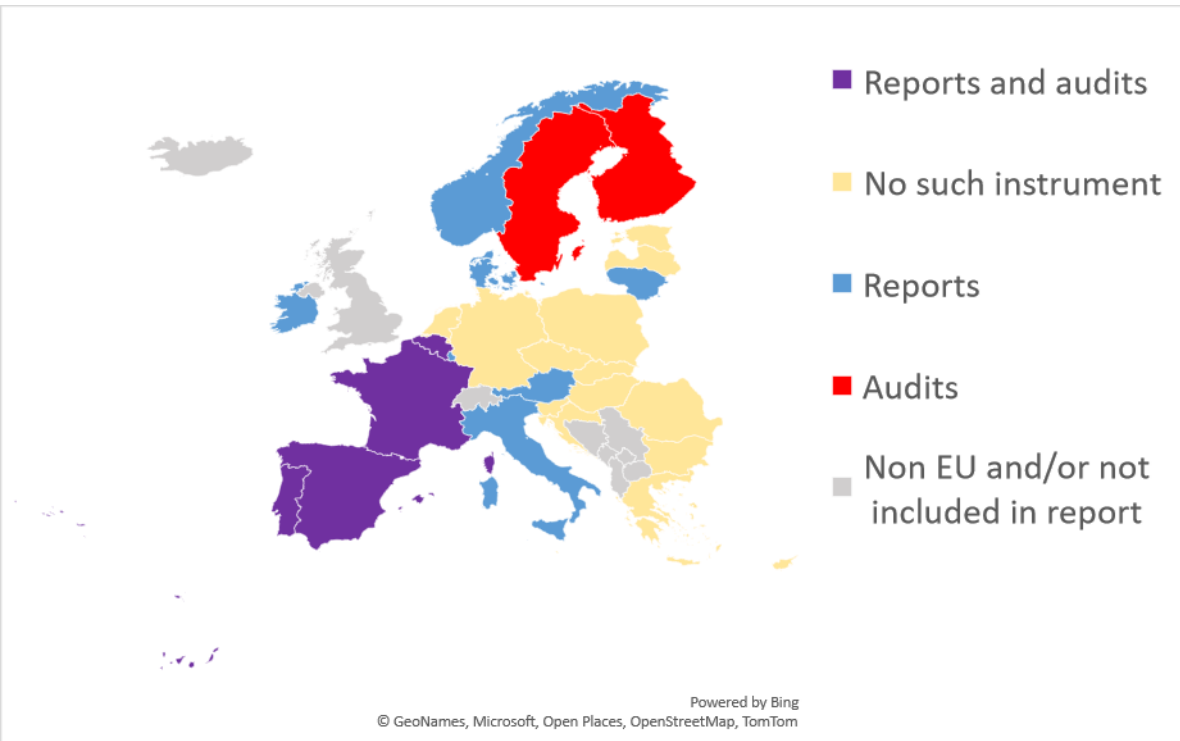 Reports and audits
No such instrument
Reports
Audits
Non EU and/or not
included in report
Powered by Bing
© GeoNames, Microsoft, Open Places, OpenStreetMap, TomTom